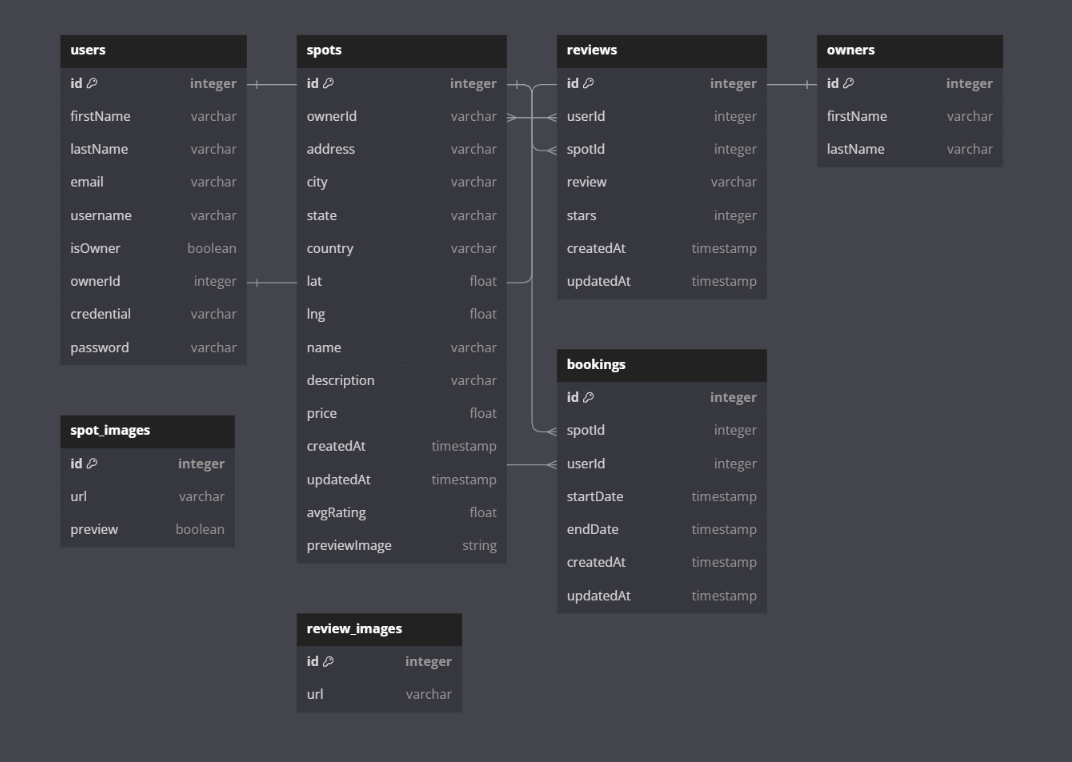 users
id integer
firstName varchar
lastName varchar
email varchar
username varchar
isOwner boolean
ownerId integer
credential varchar
password varchar
spot_images
id integer
url varchar
preview boolean
spots
id integer
ownerId varchar
address varchar
city varchar
state varchar
country varchar
lat float
lng float
name varchar
description varchar
price float
createdAt timestamp
updatedAt timestamp
avgRating float
previewImage string
review_images
id integer
url varchar
reviews
id integer
userId integer
spotId integer
review varchar
stars integer
createdAt timestamp
updatedAt timestamp
bookings
id integer
spotId integer
userId integer
startDate timestamp
endDate timestamp
createdAt timestamp
updatedAt timestamp
owners
id integer
firstName varchar
lastName varchar